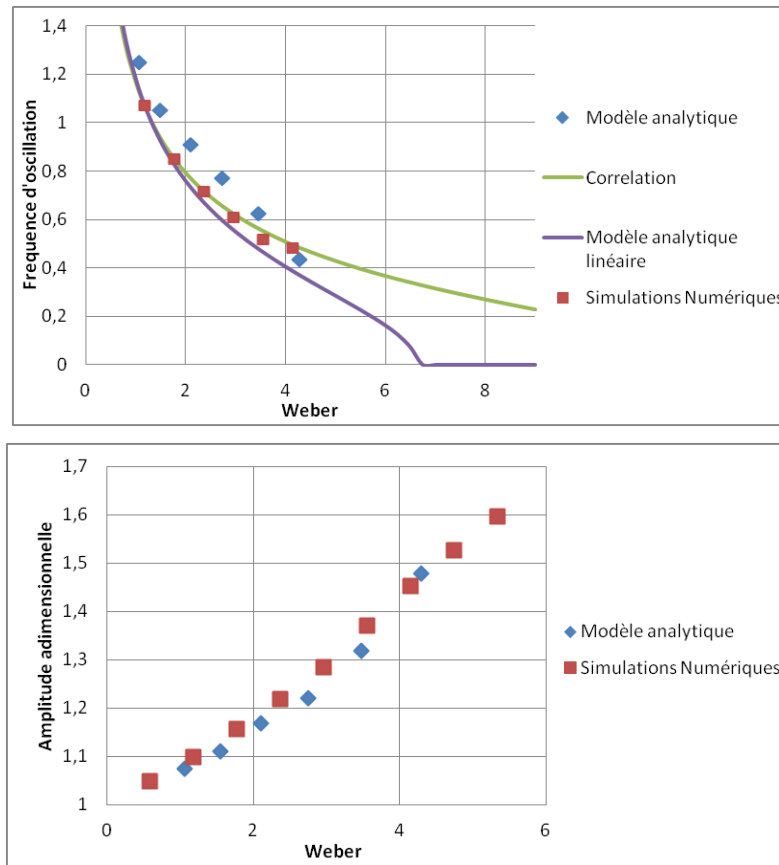 1,4
1,2
1
0,8
0,6
0,4
0,2
0
Frequence d'oscillation
0 2 4 6 8
Weber
Modèle analytique
Correlation
Modèle analytique
linéaire
Simulations Numériques
1,7
1,6
1,5
1,4
1,3
1,2
1,1
1
Amplitude adimensionnelle
0 2 4 6
Weber
Modèle analytique
Simulations Numériques